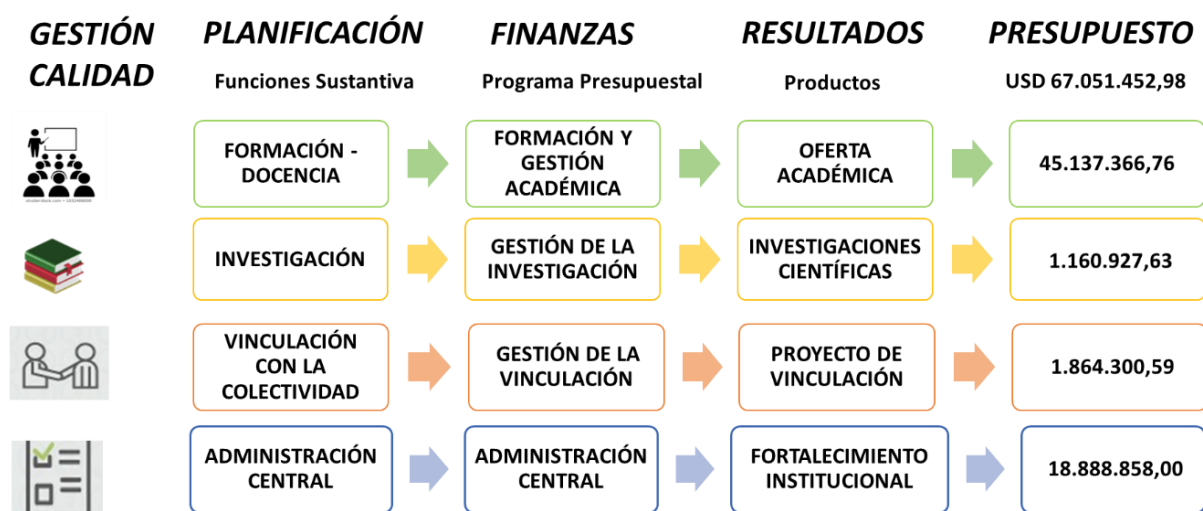 GESTIÓN
CALIDAD
PLANIFICACIÓN
FINANZAS
RESULTADOS
PRESUPUESTO
Funciones Sustantiva
Programa Presupuestal
Productos
USD 67.051.452,98
FORMACIÓN -
DOCENCIA
FORMACIÓN Y
GESTIÓN
ACADÉMICA
OFERTA
ACADÉMICA
45.137.366,76
INVESTIGACIÓN
GESTIÓN DE LA
INVESTIGACIÓN
INVESTIGACIONES
CIENTÍFICAS
1.160.927,63
VINCULACIÓN
CON LA
COLECTIVIDAD
GESTIÓN DE LA
VINCULACIÓN
PROYECTO DE
VINCULACIÓN
1.864.300,59
ADMINISTRACIÓN
CENTRAL
ADMINISTRACIÓN
CENTRAL
FORTALECIMIENTO
INSTITUCIONAL
18.888.858,00